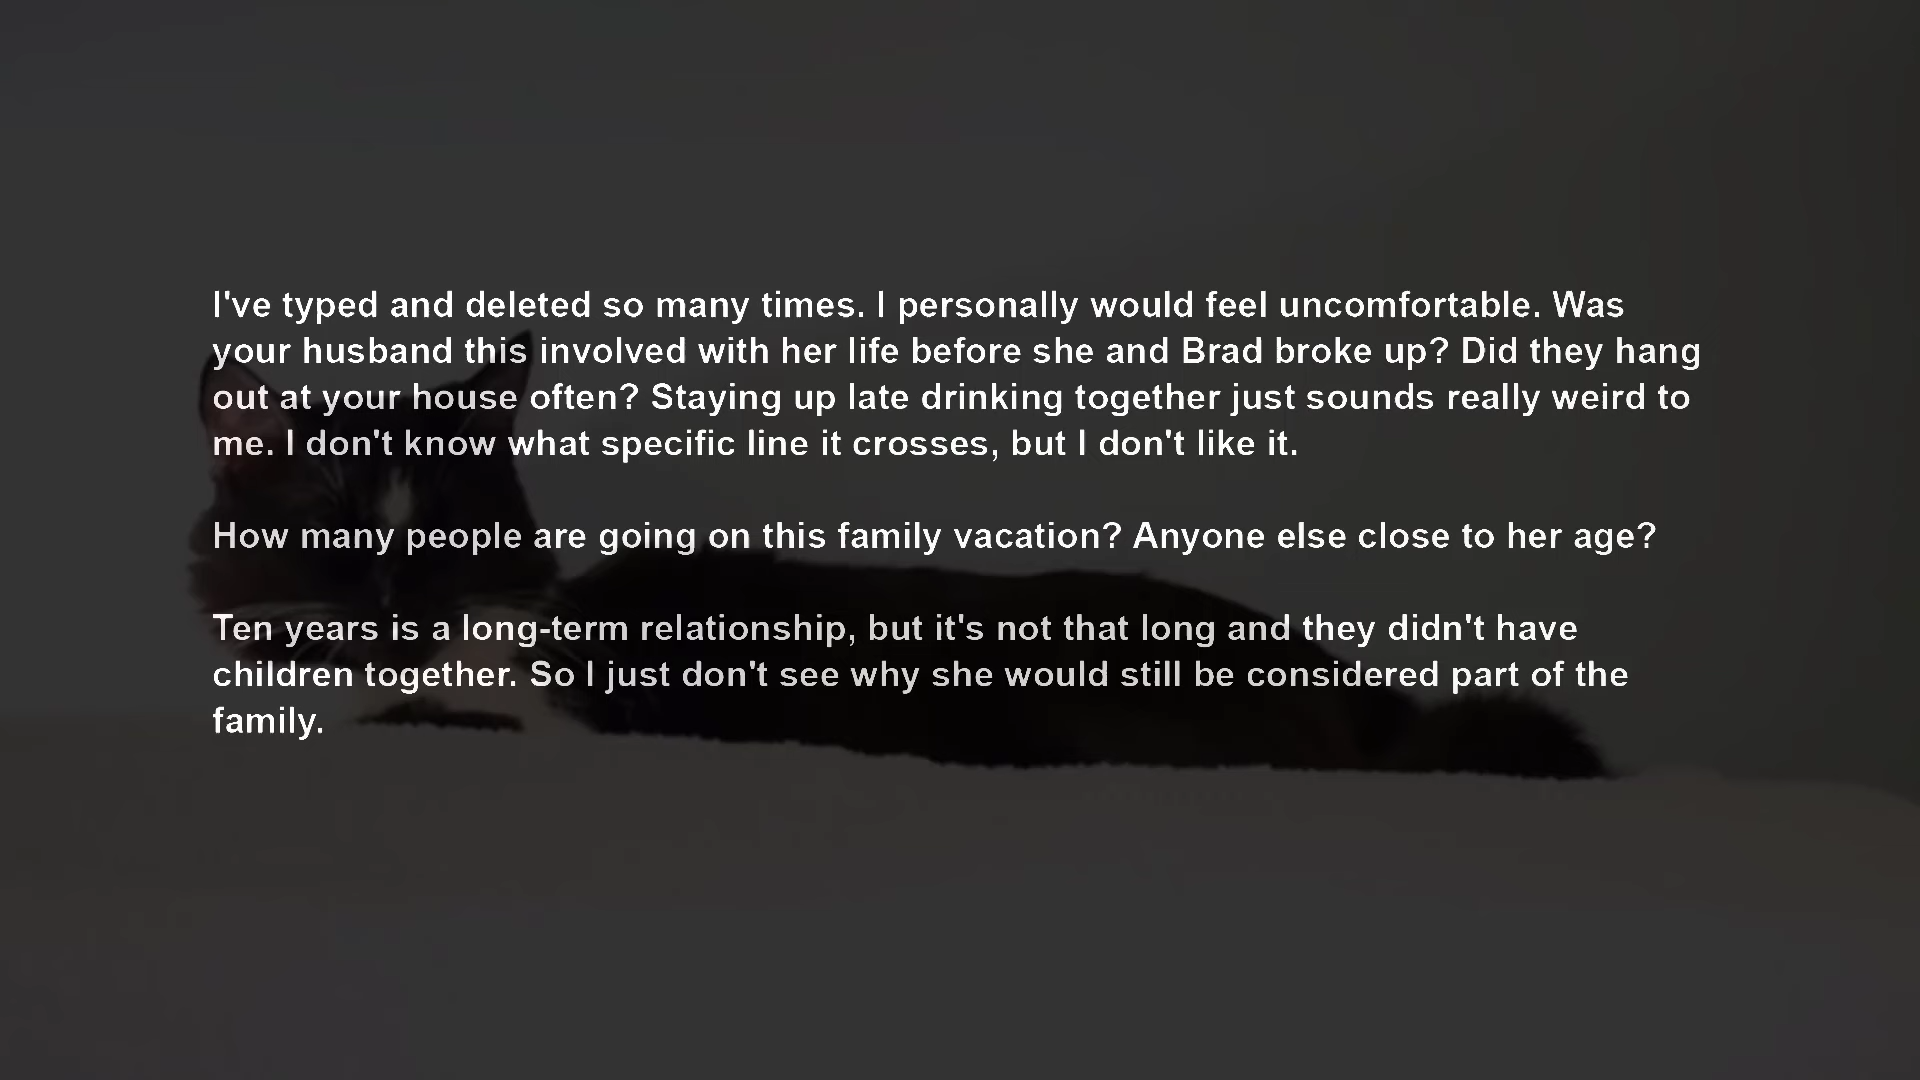 I've typed and deleted so many times. I personally would feel uncomfortable. Was
your husband this involved with her life before she and Brad broke up? Did they hang
out at your house often? Staying up late drinking together just sounds really weird to
me. I don't know what specific line it crosses, but I don't like it.
How many people are going on this family vacation? Anyone else close to her age?
Ten years is a long-term relationship, but it's not that long and they didn't have
children together. So I just don't see why she would still be considered part of the
family.